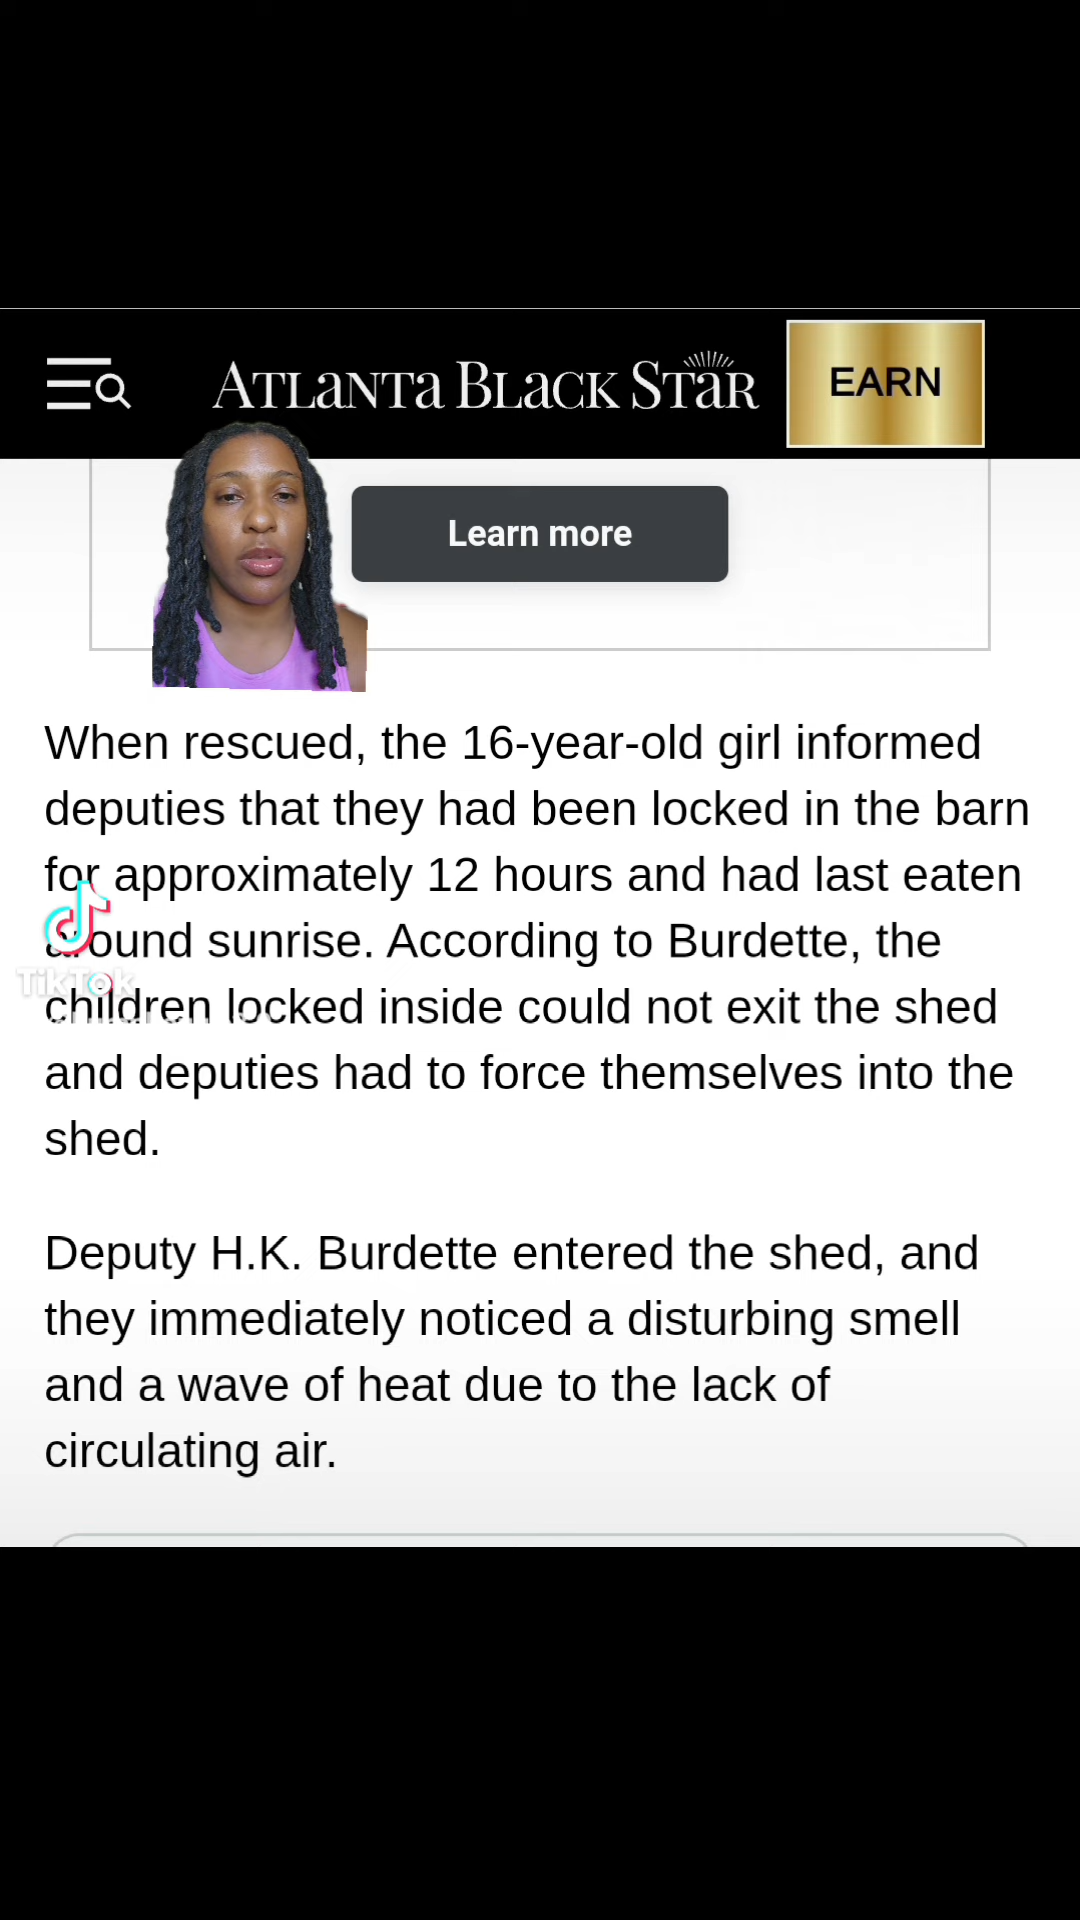 ATLANTA BLACK STAR
EARN
Learn more
When rescued, the 16-year-old girl informed
deputies that they had been locked in the barn
for approximately 12 hours and had last eaten
around sunrise. According to Burdette, the
TikTok
children locked inside could not exit the shed
and deputies had to force themselves into the
shed.
Deputy H.K. Burdette entered the shed, and
they immediately noticed a disturbing smell
and a wave of heat due to the lack of
circulating air.